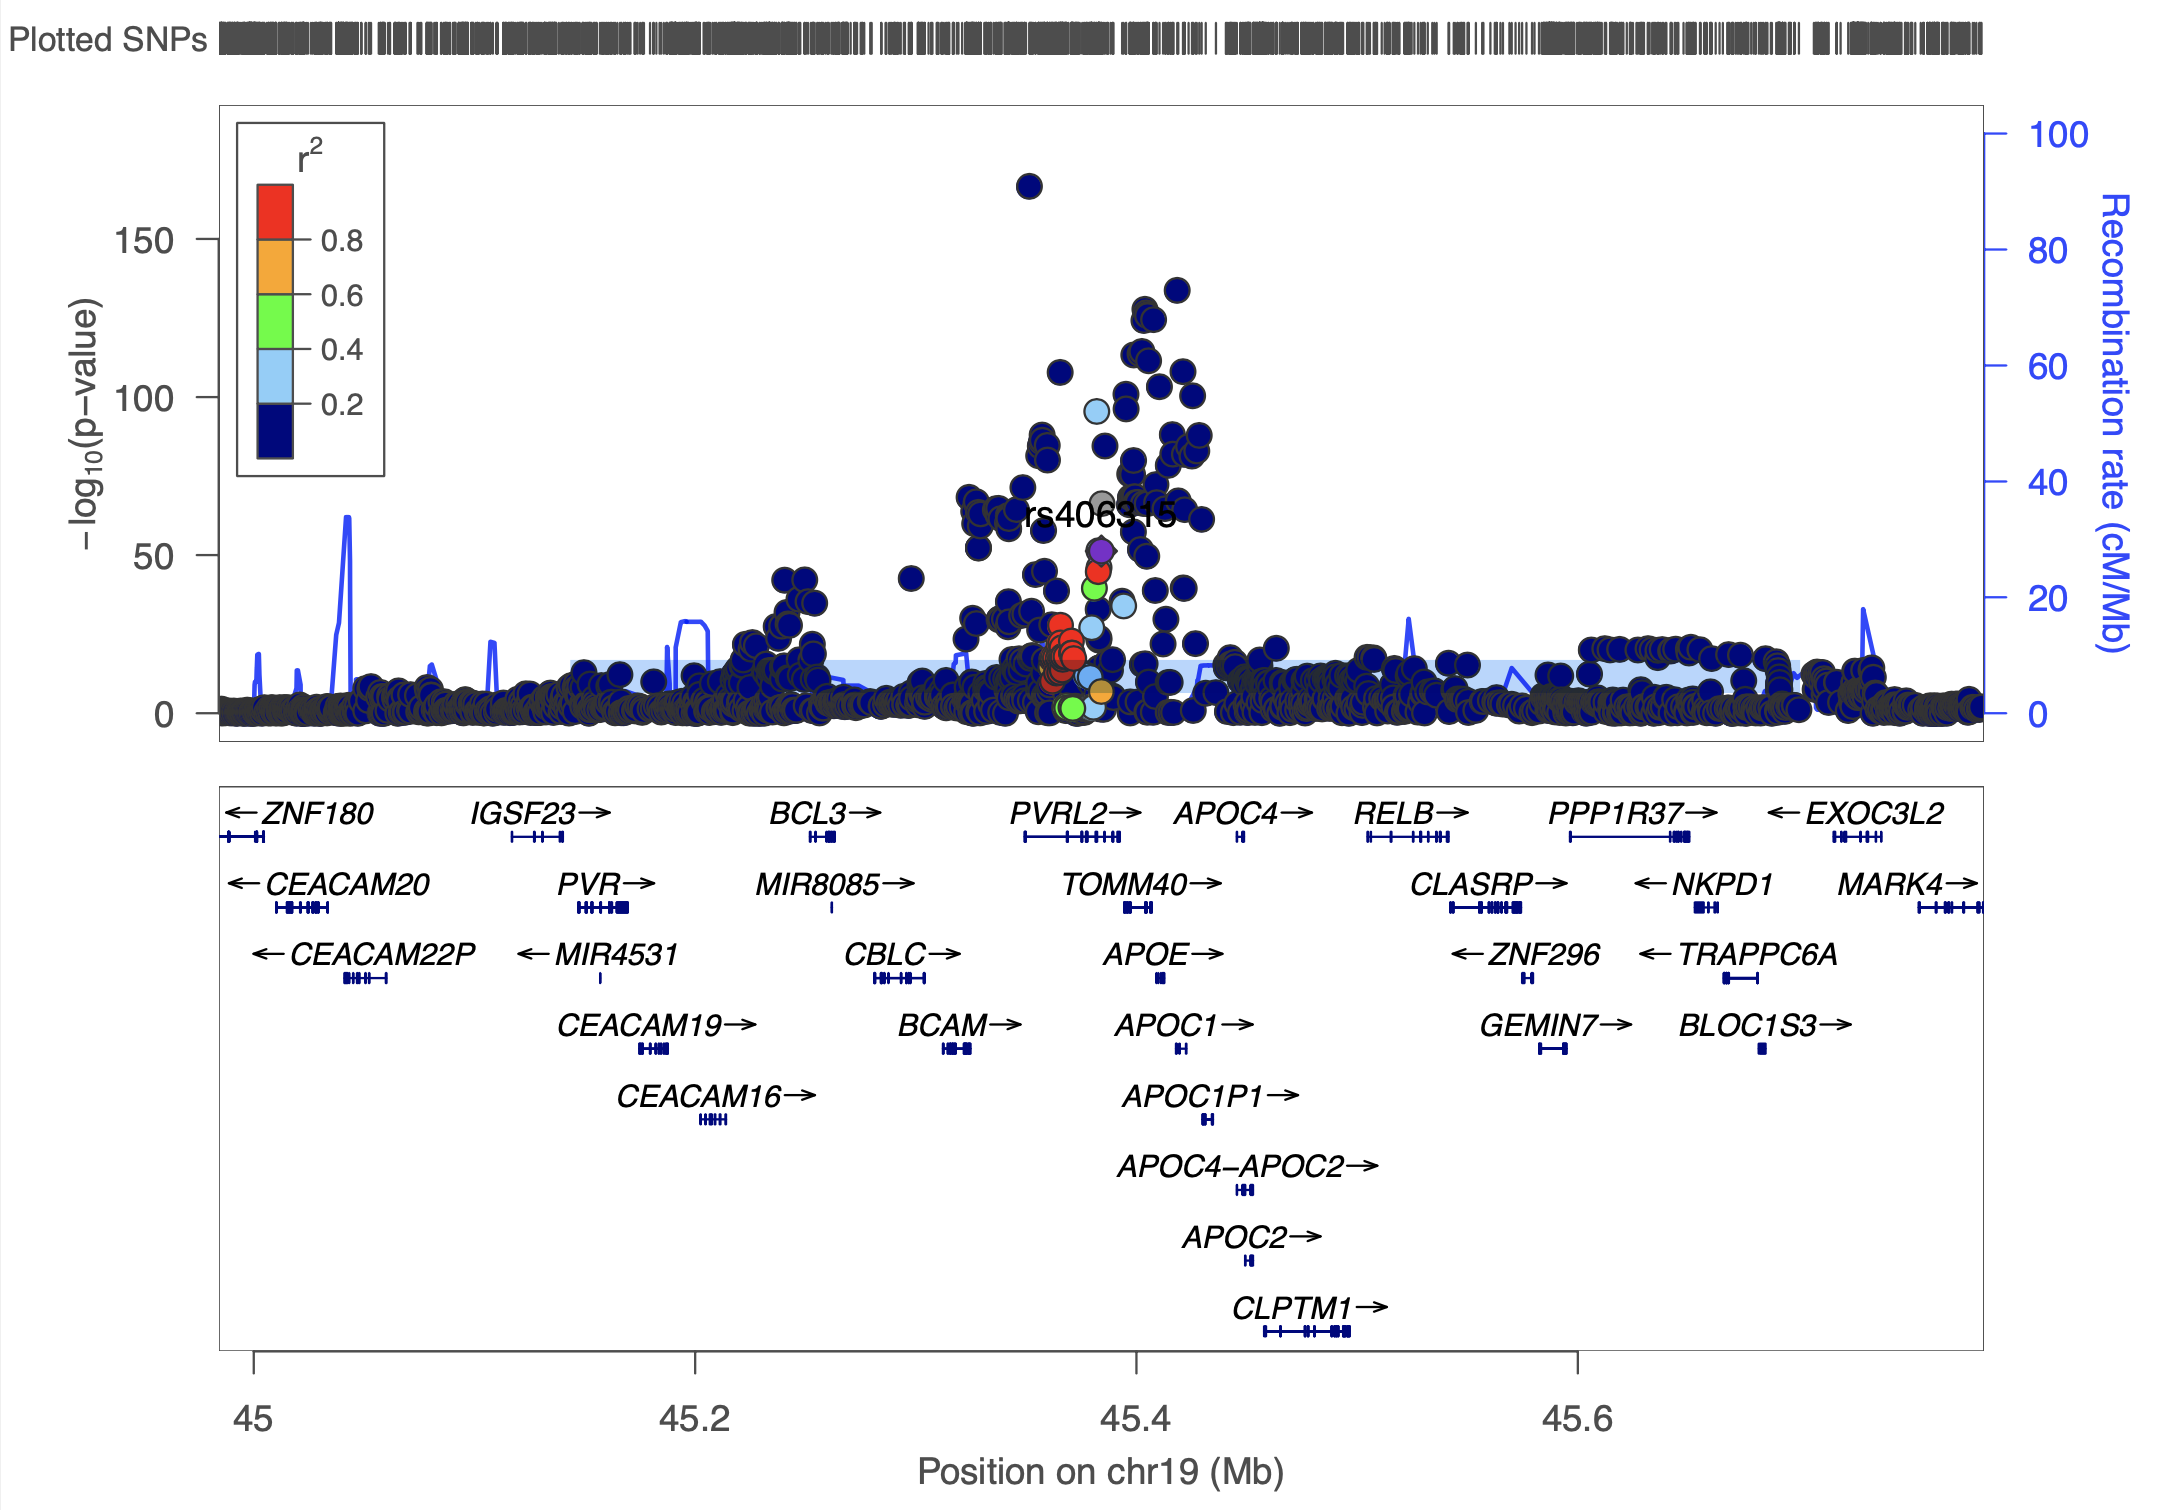 Plotted SNPs
r2
0.8
0.6
0.4
0.2
−log10(p−value)
150
100
50
0
rs406315
100
80
60
40
20
0
Recombination rate (cM/Mb)
←ZNF180 IGSF23→ BCL3→ PVRL2→ APOC4→ RELB→ PPP1R37→ ←EXOC3L2
←CEACAM20 PVR→ MIR8085→ TOMM40→ CLASRP→ ←NKPD1 MARK4→
←CEACAM22P ←MIR4531 CBLC→ APOE→ ←ZNF296 ←TRAPPC6A
CEACAM19→ BCAM→ APOC1→ GEMIN7→ BLOC1S3→
CEACAM16→ APOC1P1→
APOC4−APOC2→
APOC2→
CLPTM1→
45 45.2 45.4 45.6
Position on chr19 (Mb)